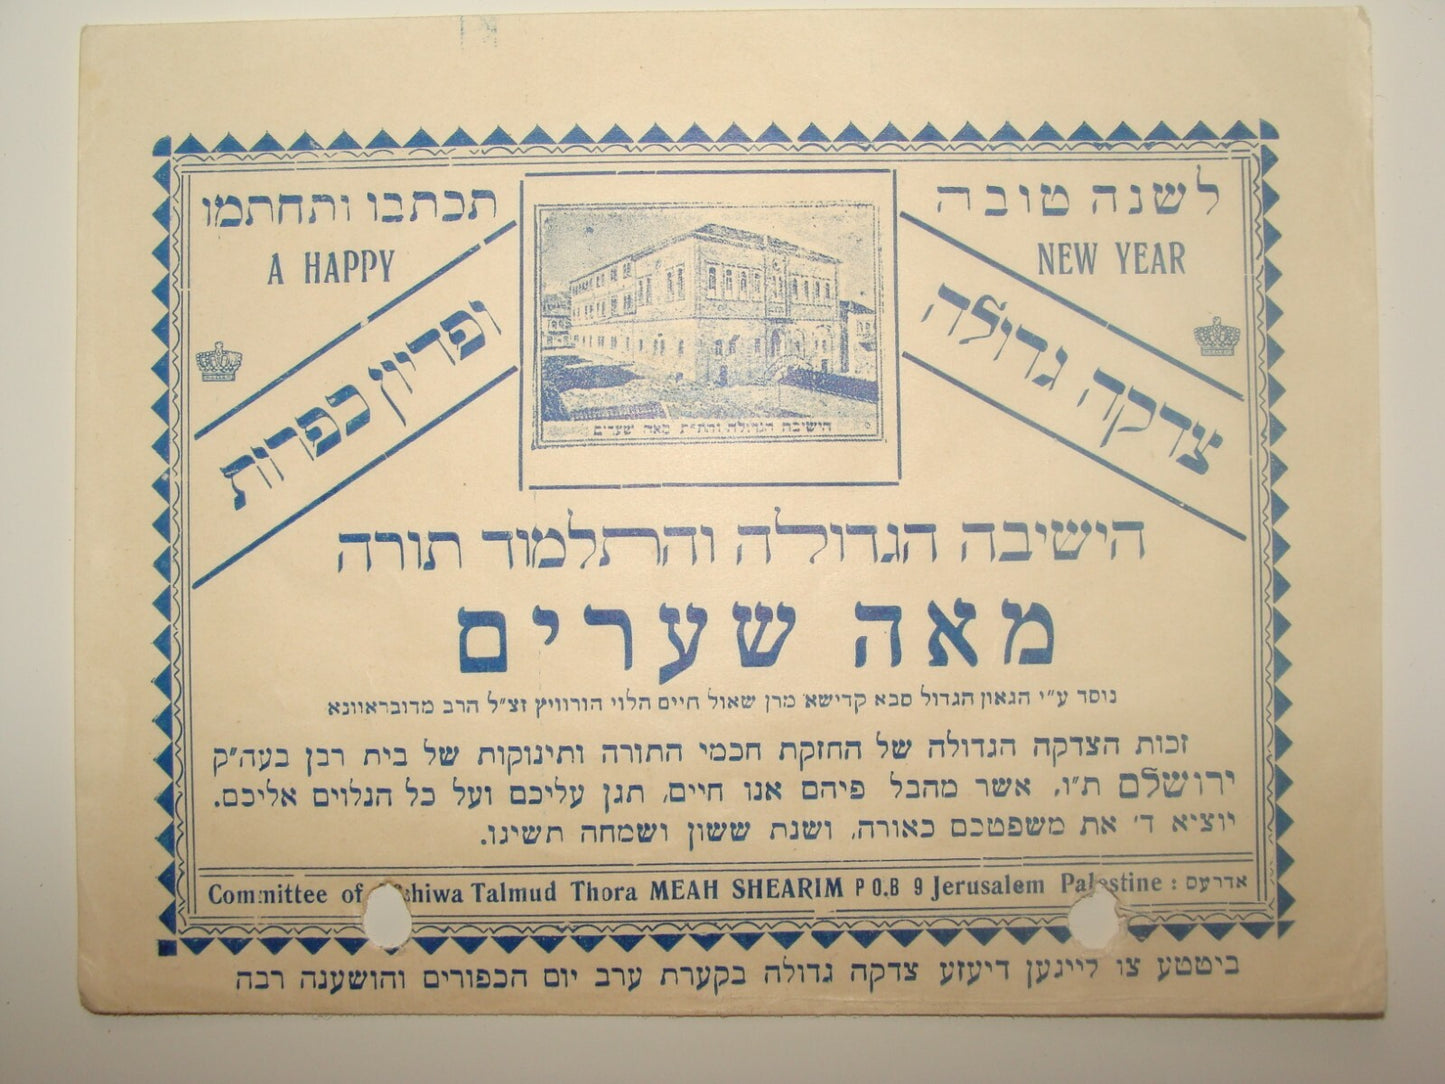 לשנה טובה תכתבו ותחתמו
A HAPPY NEW YEAR
צדקה גדולה
ופדיון כפרות
הישיבה הגדולה והת״ת מאה שערים
הישיבה הגדולה והתלמוד תורה
מאה שערים
נוסד ע״י הגאון הגדול סבא קדישא מרן שאול חיים הלוי הורוויץ זצ״ל הרב מדובראוונא
זכות הצדקה הגדולה של החזקת חכמי התורה ותינוקות של בית רבן בעה״ק
ירושלם ת״ו, אשר מהבל פיהם אנו חיים, תגן עליכם ועל כל הנלוים אליכם.
יוציא ד׳ את משפטכם כאורה, ושנת ששון ושמחה תשיגו.
Committee of Talmud Thora MEAH SHEARIM P O.B 9 Jerusalem Palestine : אדרעס
ביטטע צו לייגען דיעזע צדקה גדולה בקערת ערב יום הכפורים והושענה רבה